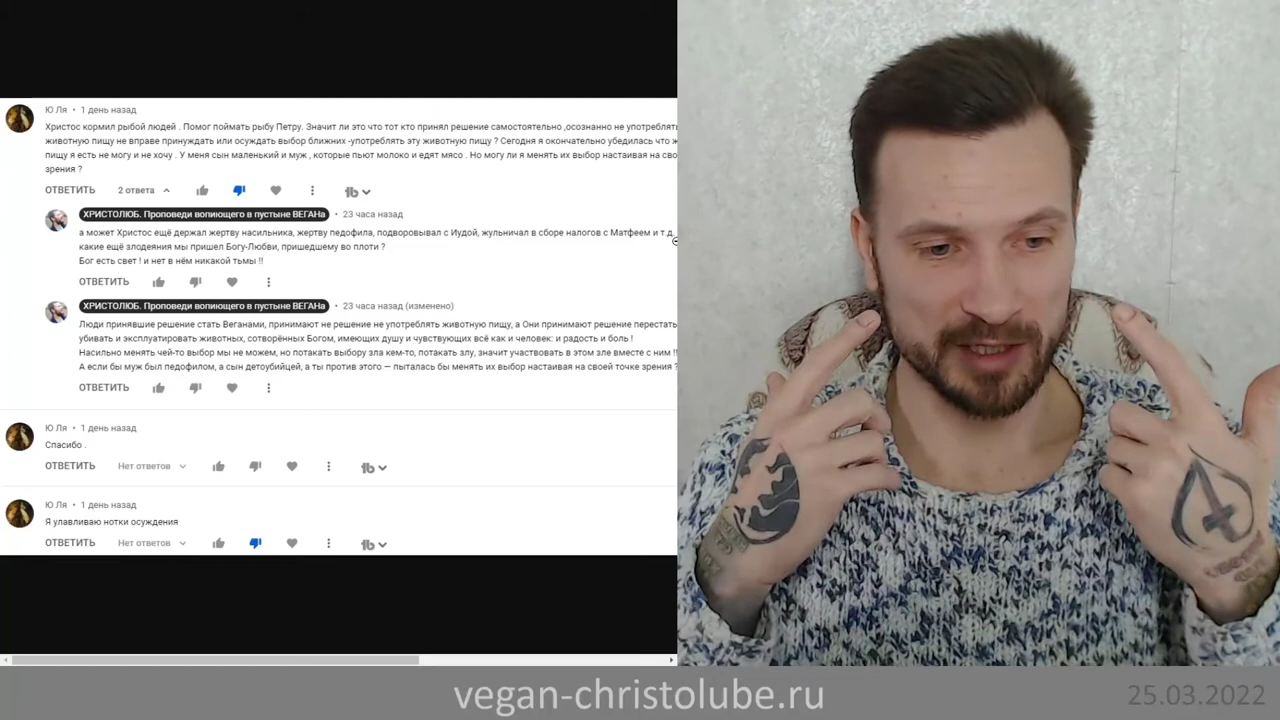 Ю Ля • 1 день назад
Христос кормил рыбой людей . Помог поймать рыбу Петру. Значит ли это что тот кто принял решение самостоятельно ,осознанно не употреблять
животную пищу не вправе принуждать или осуждать выбор ближних -употреблять эту животную пищу ? Сегодня я окончательно убедилась что ж
пищу я есть не могу и не хочу . У меня сын маленький и муж , которые пьют молоко и едят мясо . Но могу ли я менять их выбор настаивая на сво
зрения ?
ОТВЕТИТЬ 2 ответа
ХРИСТОЛЮБ. Проповеди вопиющего в пустыне ВЕГАНа • 23 часа назад
а может Христос ещё держал жертву насильника, жертву педофила, подворовывал с Иудой, жульничал в сборе налогов с Матфеем и т.д.
какие ещё злодеяния мы пришел Богу-Любви, пришедшему во плоти ?
Бог есть свет ! и нет в нём никакой тьмы !!
ОТВЕТИТЬ
ХРИСТОЛЮБ. Проповеди вопиющего в пустыне ВЕГАНа • 23 часа назад (изменено)
Люди принявшие решение стать Веганами, принимают не решение не употреблять животную пищу, а Они принимают решение перестать
убивать и эксплуатировать животных, сотворённых Богом, имеющих душу и чувствующих всё как и человек: и радость и боль !
Насильно менять чей-то выбор мы не можем, но потакать выбору зла кем-то, потакать злу, значит участвовать в этом зле вместе с ним !!
А если бы муж был педофилом, а сын детоубийцей, а ты против этого — пыталась бы менять их выбор настаивая на своей точке зрения ?
ОТВЕТИТЬ
Ю Ля • 1 день назад
Спасибо .
ОТВЕТИТЬ Нет ответов
Ю Ля • 1 день назад
Я улавливаю нотки осуждения
ОТВЕТИТЬ Нет ответов
vegan-christolube.ru
25.03.2022